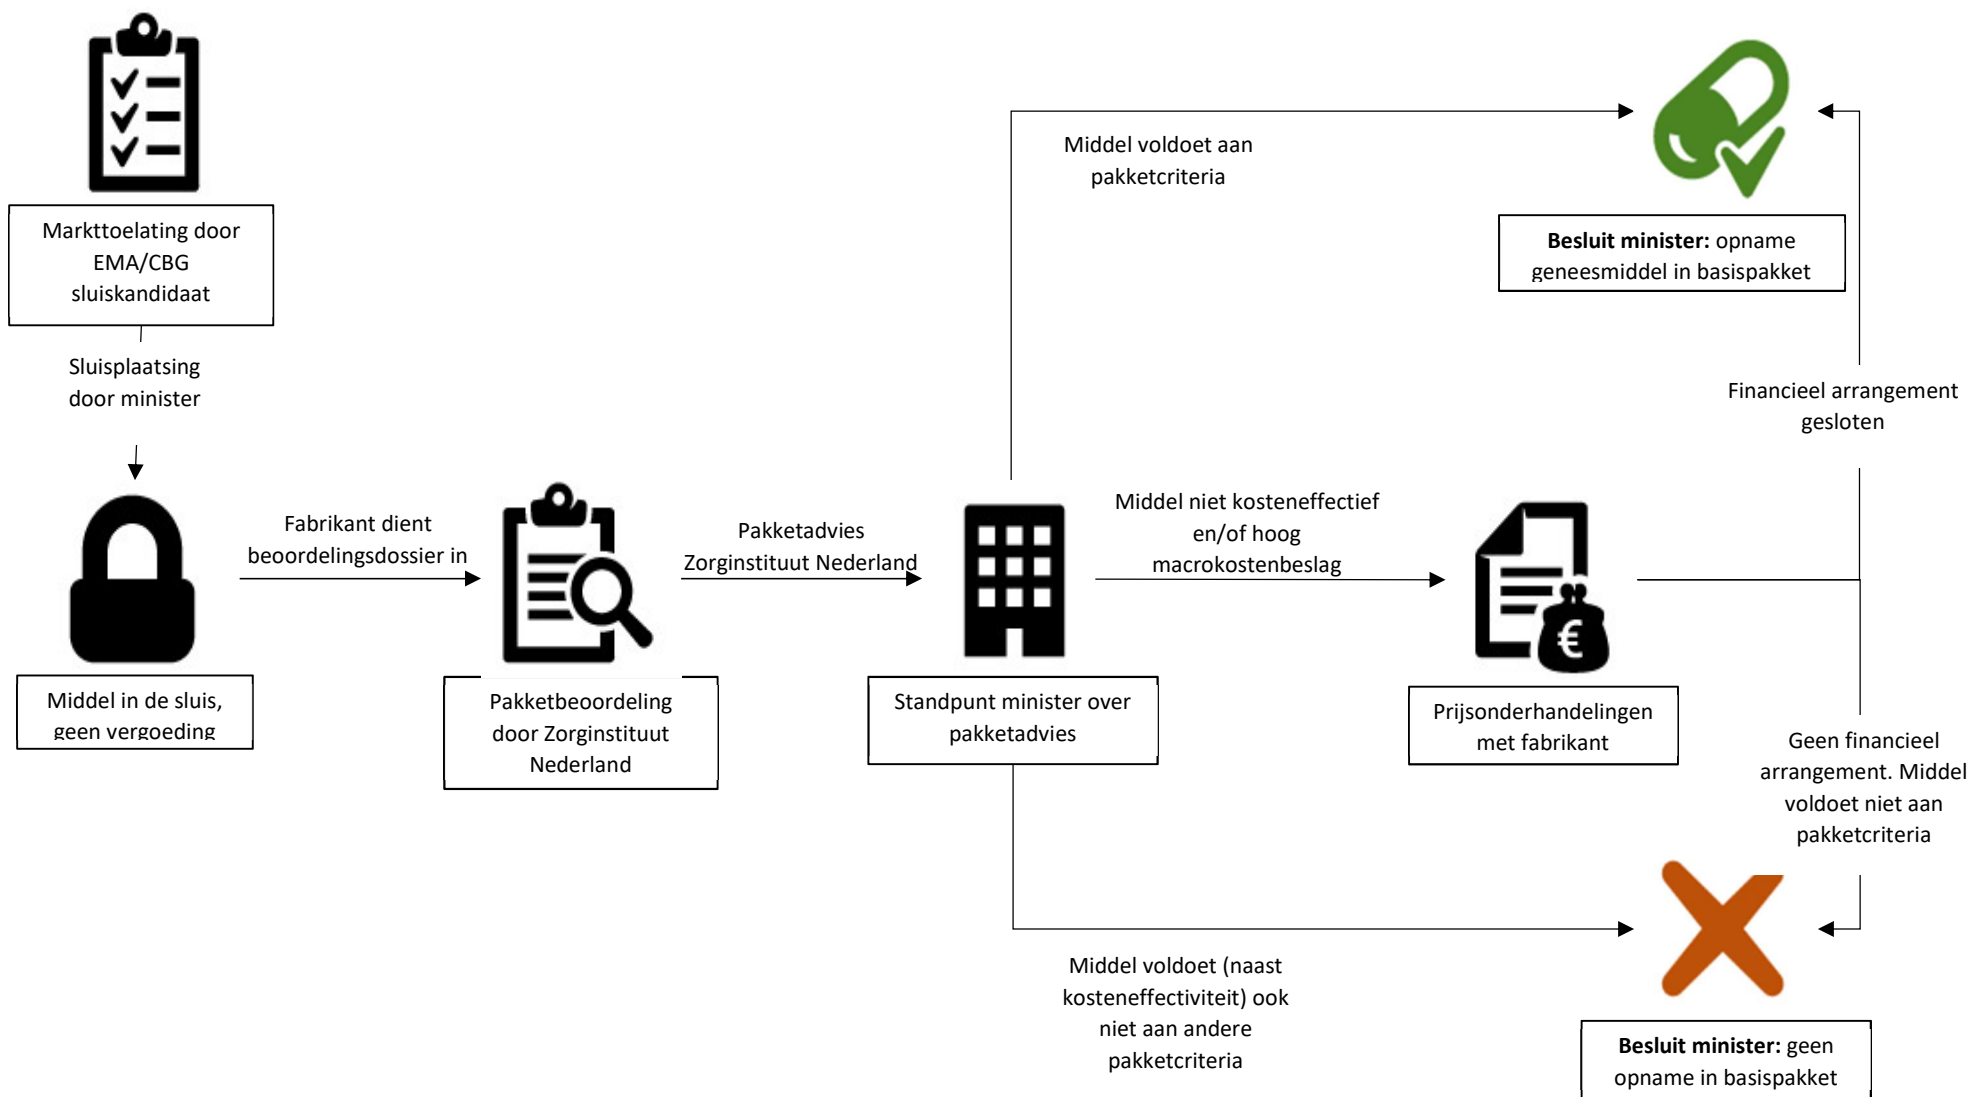 Markttoelating door
EMA/CBG
sluiskandidaat
Sluisplaatsing
door minister
Middel in de sluis,
geen vergoeding
Fabrikant dient
beoordelingsdossier in
Pakketbeoordeling
door Zorginstituut
Nederland
Pakketadvies
Zorginstituut Nederland
Standpunt minister over
pakketadvies
Middel voldoet aan
pakketcriteria
Besluit minister: opname
geneesmiddel in basispakket
Middel niet kosteneffectief
en/of hoog
macrokostenbeslag
€
Prijsonderhandelingen
met fabrikant
Financieel arrangement
gesloten
Geen financieel
arrangement. Middel
voldoet niet aan
pakketcriteria
Middel voldoet (naast
kosteneffectiviteit) ook
niet aan andere
pakketcriteria
Besluit minister: geen
opname in basispakket